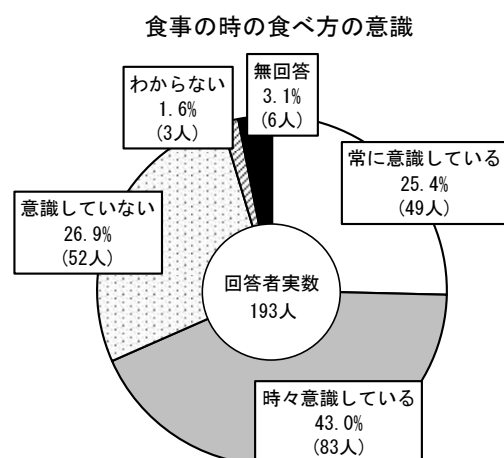 食事の時の食べ方の意識
無回答
3.1%
(6人)
わからない
1.6%
(3人)
常に意識している
25.4%
(49人)
意識していない
26.9%
(52人)
回答者実数
193人
時々意識している
43.0%
(83人)